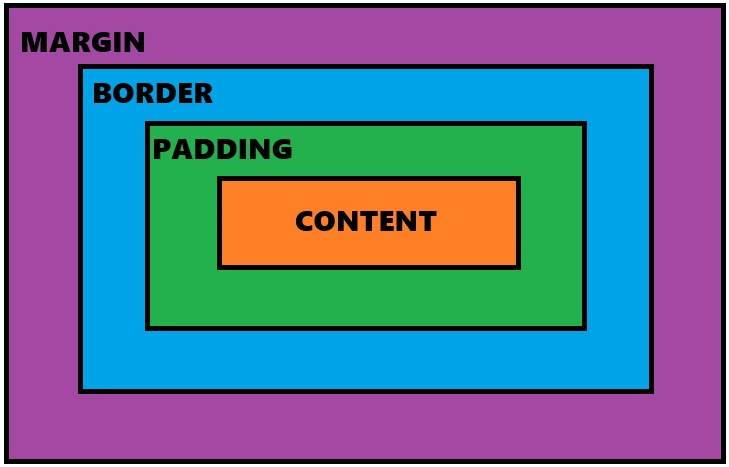 MARGIN
BORDER
PADDING
CONTENT